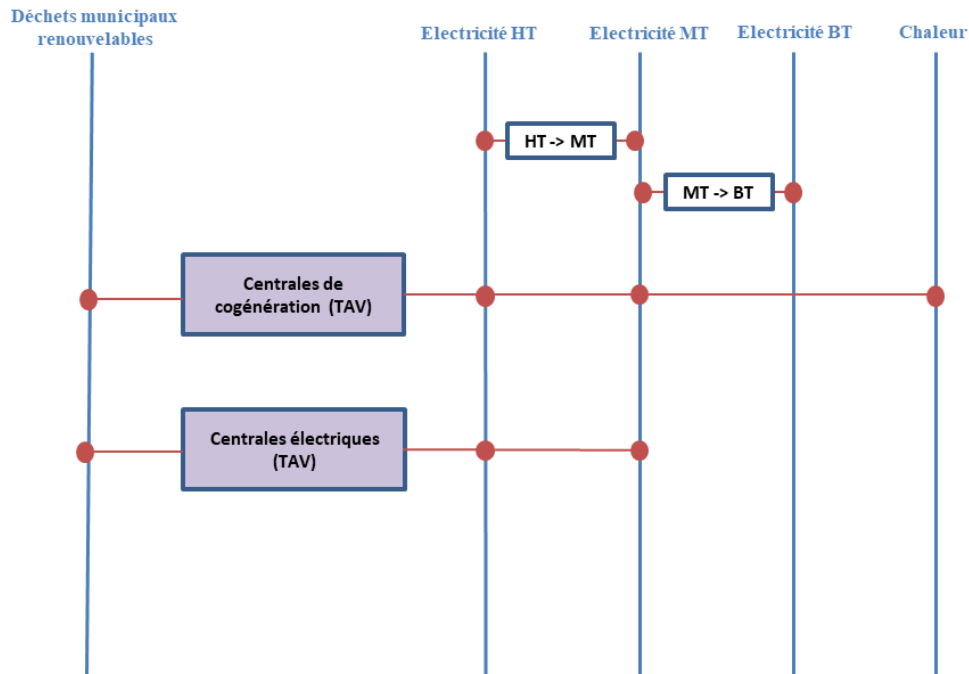 Déchets municipaux
renouvelables
Electricité HT
Electricité MT
Electricité BT
Chaleur
HT -> MT
MT -> BT
Centrales de
cogénération (TAV)
Centrales électriques
(TAV)